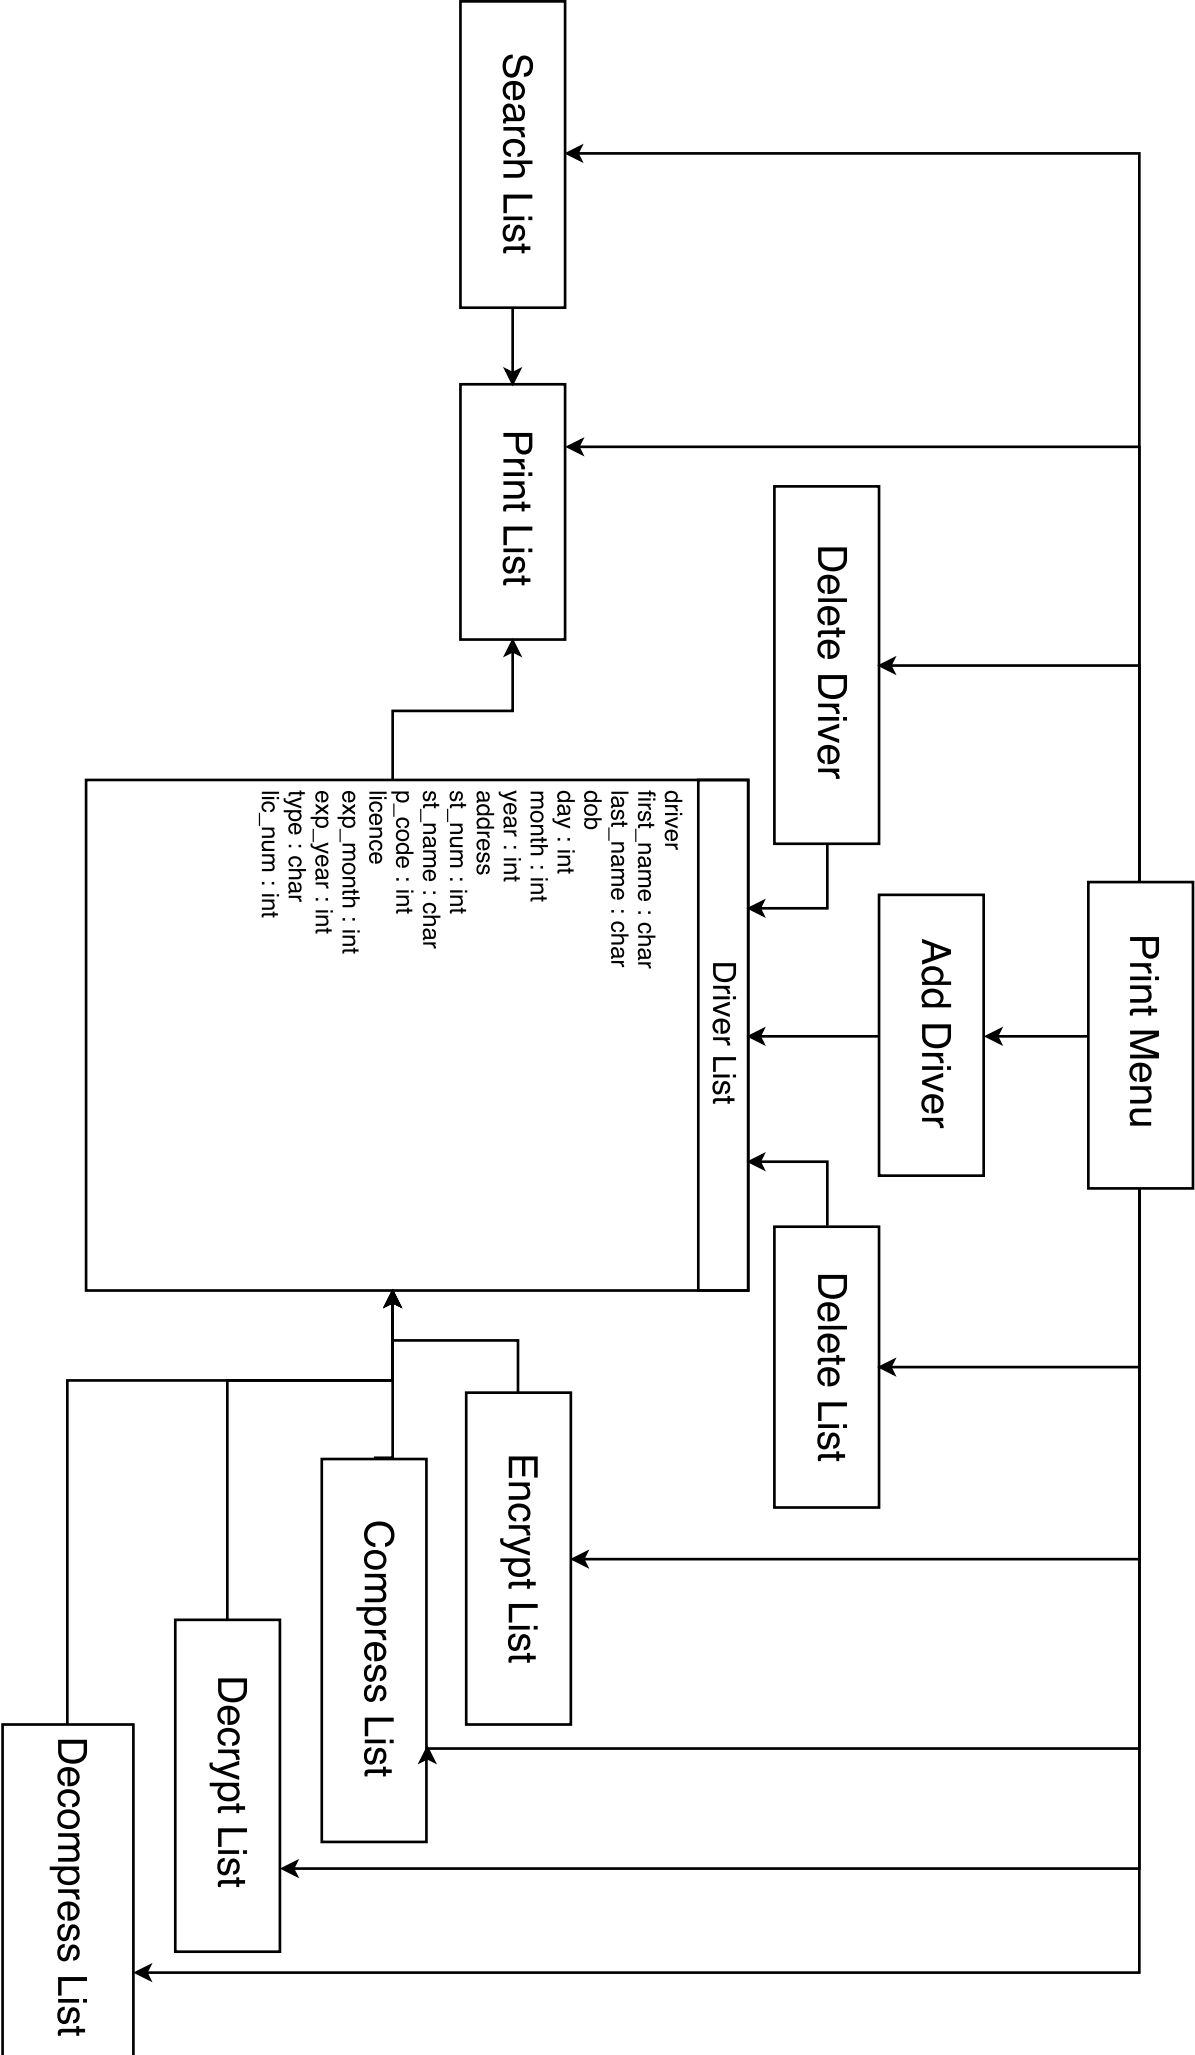 Print Menu
Add Driver
Delete Driver
Delete List
Driver List
driver
first_name : char
last_name : char
dob
day : int
month : int
year : int
address
st_num : int
st_name : char
p_code : int
licence
exp_month : int
exp_year : int
type : char
lic_num : int
Search List
Print List
Encrypt List
Compress List
Decrypt List
Decompress List